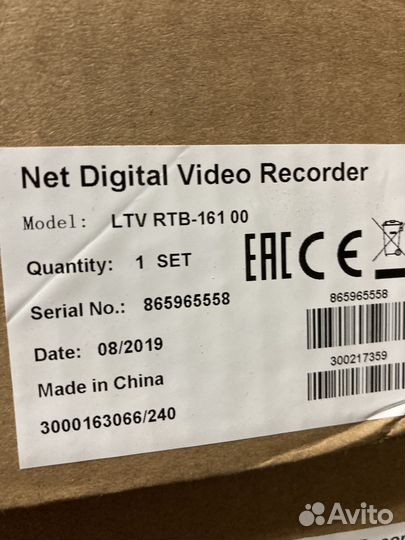 Net Digital Video Recorder
Model: LTV RTB-161 00
Quantity: 1 SET
EAC CE
Serial No.: 865965558
865965558
Date: 08/2019
300217359
Made in China
3000163066/240
Avito